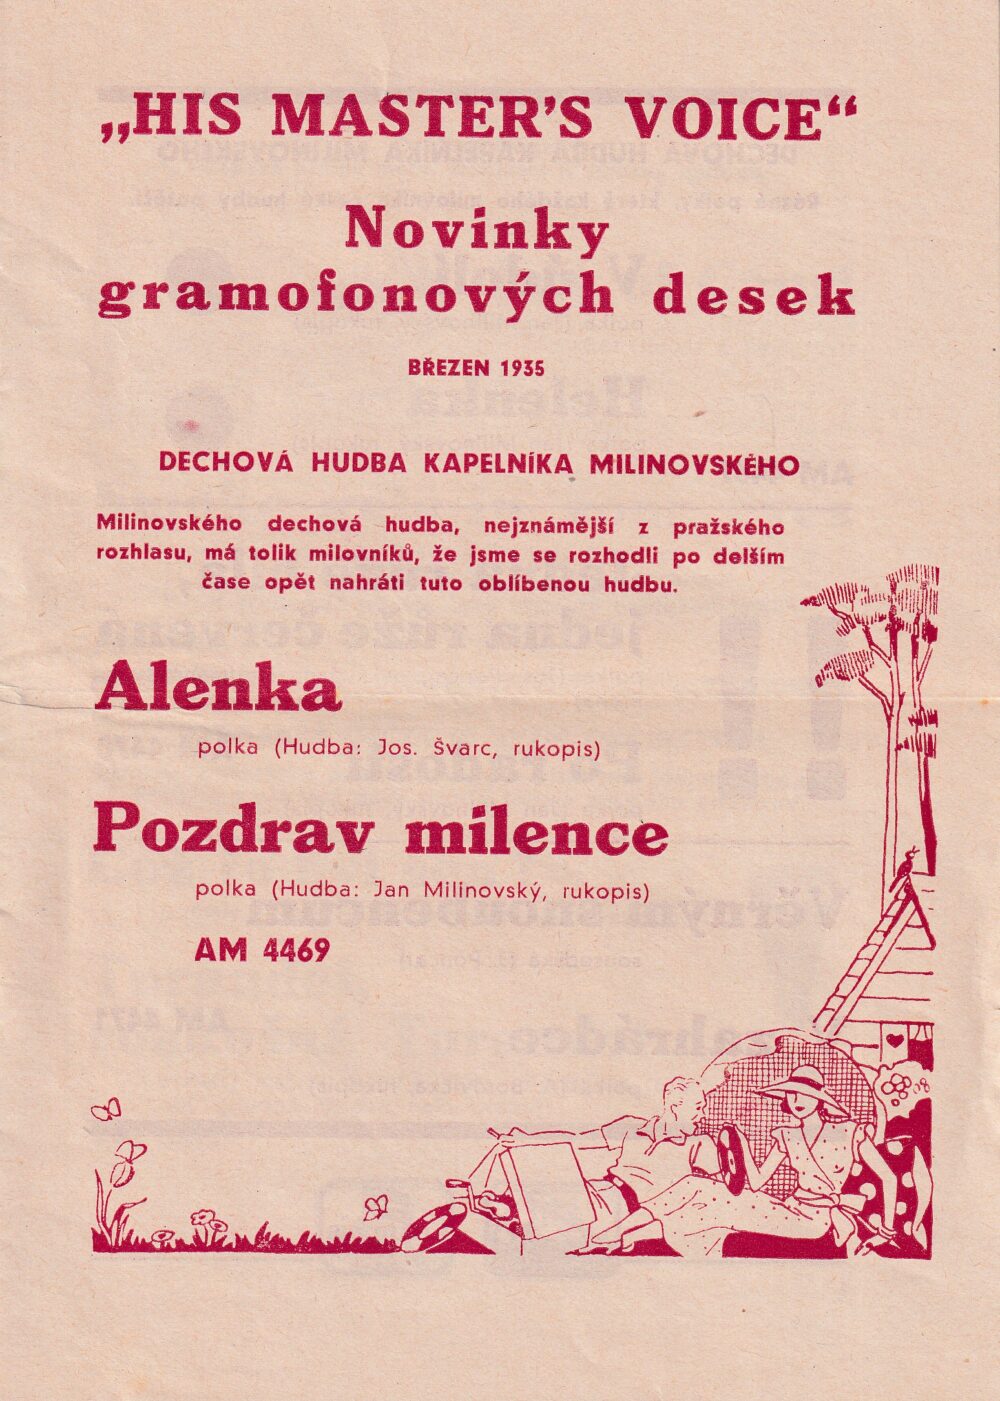 „HIS MASTER'S VOICE“
Novinky
gramofonových desek
BŘEZEN 1935
DECHOVÁ HUDBA KAPELNÍKA MILINOVSKÉHO
Milinovského dechová hudba, nejznámější z pražského
rozhlasu, má tolik milovníků, že jsme se rozhodli po delším
čase opět nahráti tuto oblíbenou hudbu.
Alenka
polka (Hudba: Jos. Švarc, rukopis)
Pozdrav milence
polka (Hudba: Jan Milinovský, rukopis)
AM 4469